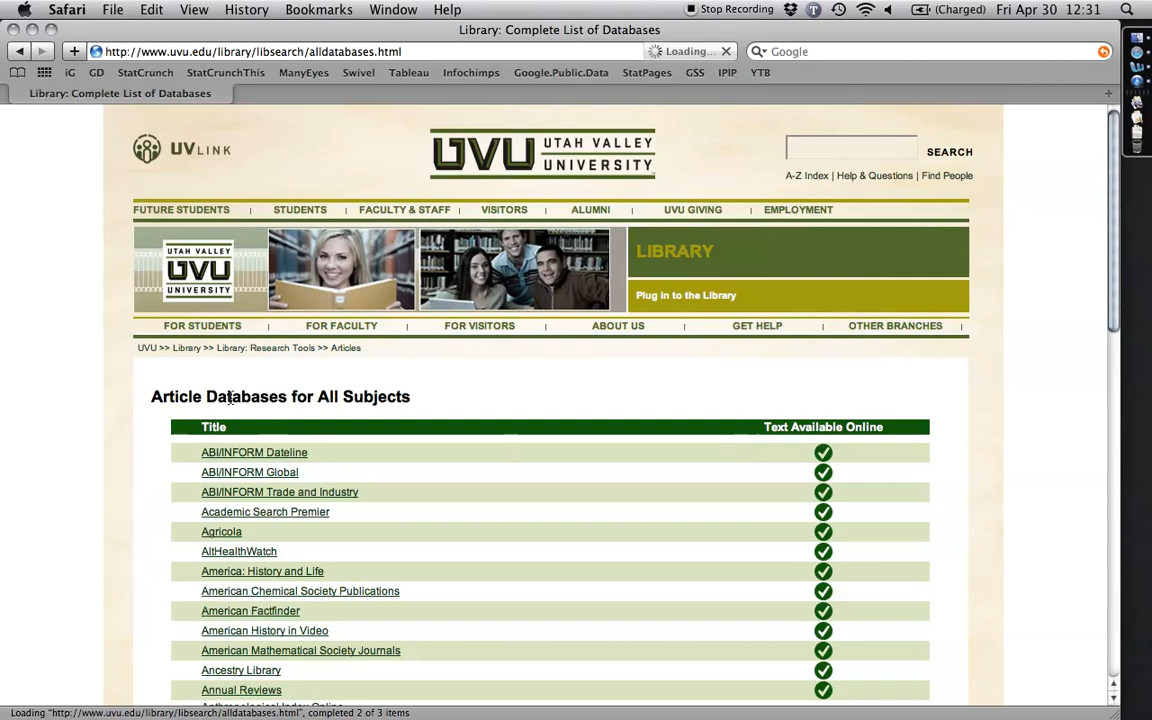 Safari File Edit View History Bookmarks Window Help Stop Recording (Charged) Fri Apr 30 12:31
Library: Complete List of Databases
http://www.uvu.edu/library/libsearch/alldatabases.html Loading... Google
iG GD StatCrunch StatCrunchThis ManyEyes Swivel Tableau Infochimps Google.Public.Data StatPages GSS IPIP YTB
Library: Complete List of Databases
UVLINK
UVU UTAH VALLEY UNIVERSITY
SEARCH
A-Z Index | Help & Questions | Find People
FUTURE STUDENTS | STUDENTS | FACULTY & STAFF | VISITORS | ALUMNI | UVU GIVING | EMPLOYMENT
UTAH VALLEY
UVU
UNIVERSITY
LIBRARY
Plug in to the Library
FOR STUDENTS | FOR FACULTY | FOR VISITORS | ABOUT US | GET HELP | OTHER BRANCHES |
UVU >> Library >> Library: Research Tools >> Articles
Article Databases for All Subjects
Title Text Available Online
ABI/INFORM Dateline
ABI/INFORM Global
ABI/INFORM Trade and Industry
Academic Search Premier
Agricola
AltHealthWatch
America: History and Life
American Chemical Society Publications
American Factfinder
American History in Video
American Mathematical Society Journals
Ancestry Library
Annual Reviews
Loading "http://www.uvu.edu/library/libsearch/alldatabases.html", completed 2 of 3 items